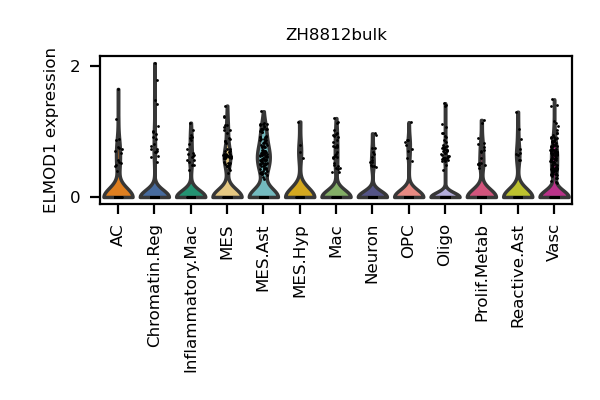 ZH8812bulk
ELMOD1 expression
2
0
AC
Chromatin.Reg
Inflammatory.Mac
MES
MES.Ast
MES.Hyp
Mac
Neuron
OPC
Oligo
Prolif.Metab
Reactive.Ast
Vasc